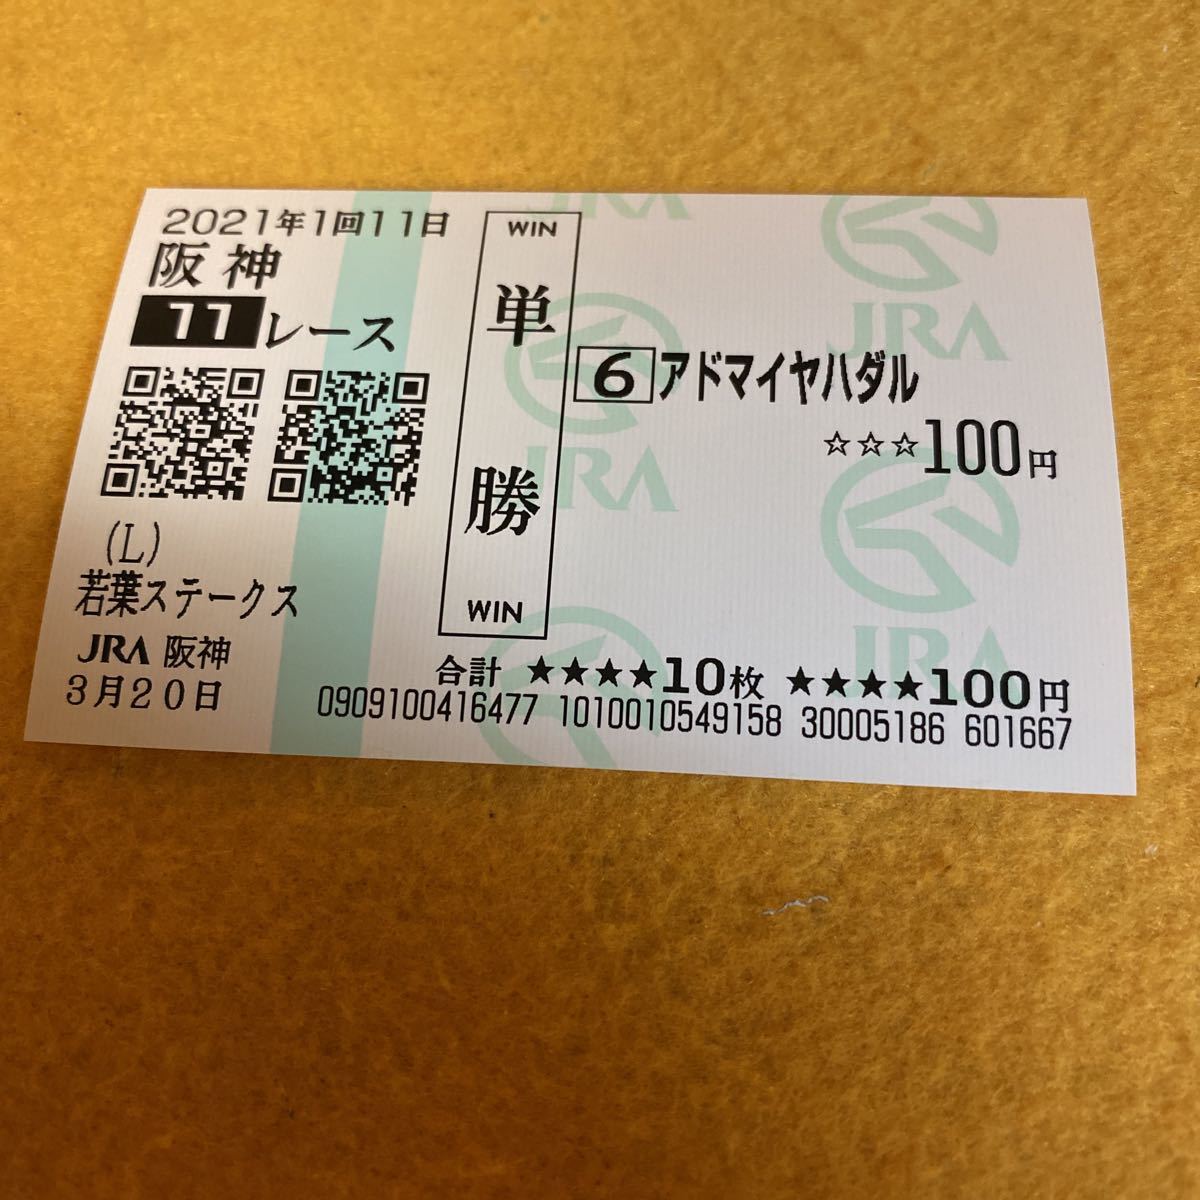 2021年1回11日
阪神
11レース
(L)
若葉ステークス
JRA 阪神
3月20日
WIN
単
勝
WIN
6 アドマイヤハダル
☆☆☆100円
合計 ★★★★10枚 ★★★★100円
0909100416477 1010010549158 30005186 601667
JRA
JRA
JRA
JRA